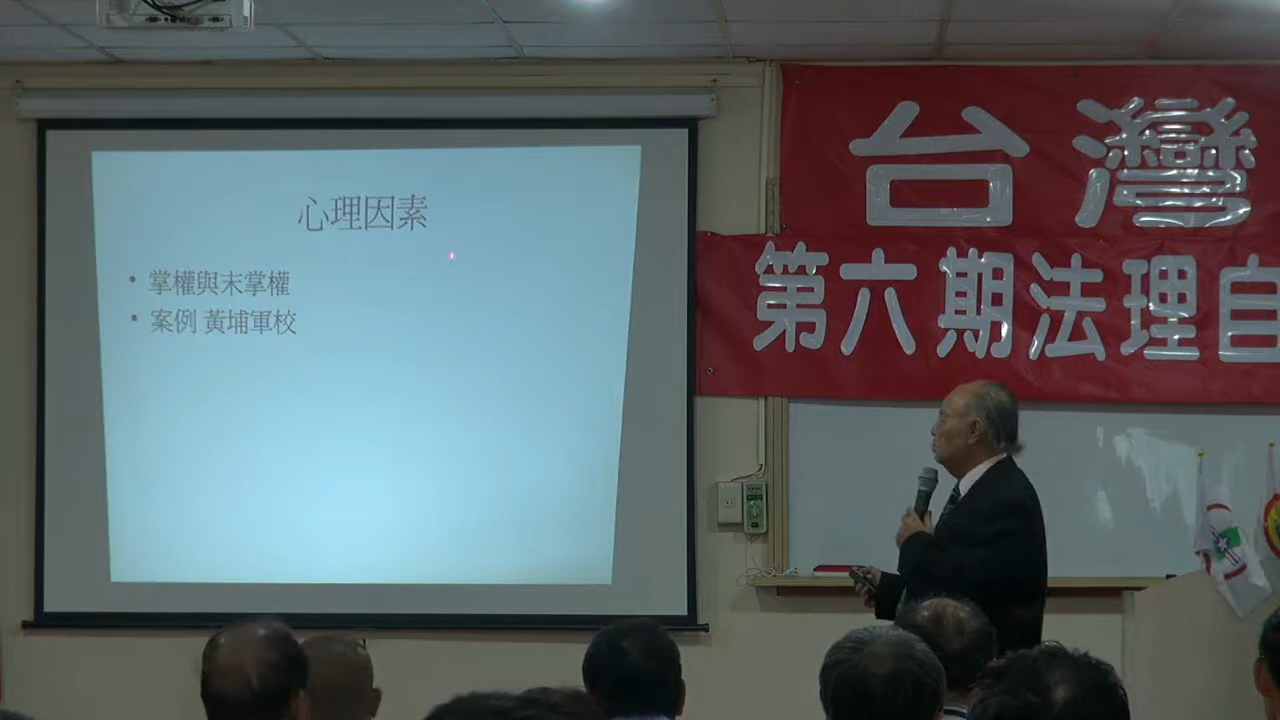 心理因素
• 掌權與末掌權
• 案例 黃埔軍校
台灣
第六期法理自